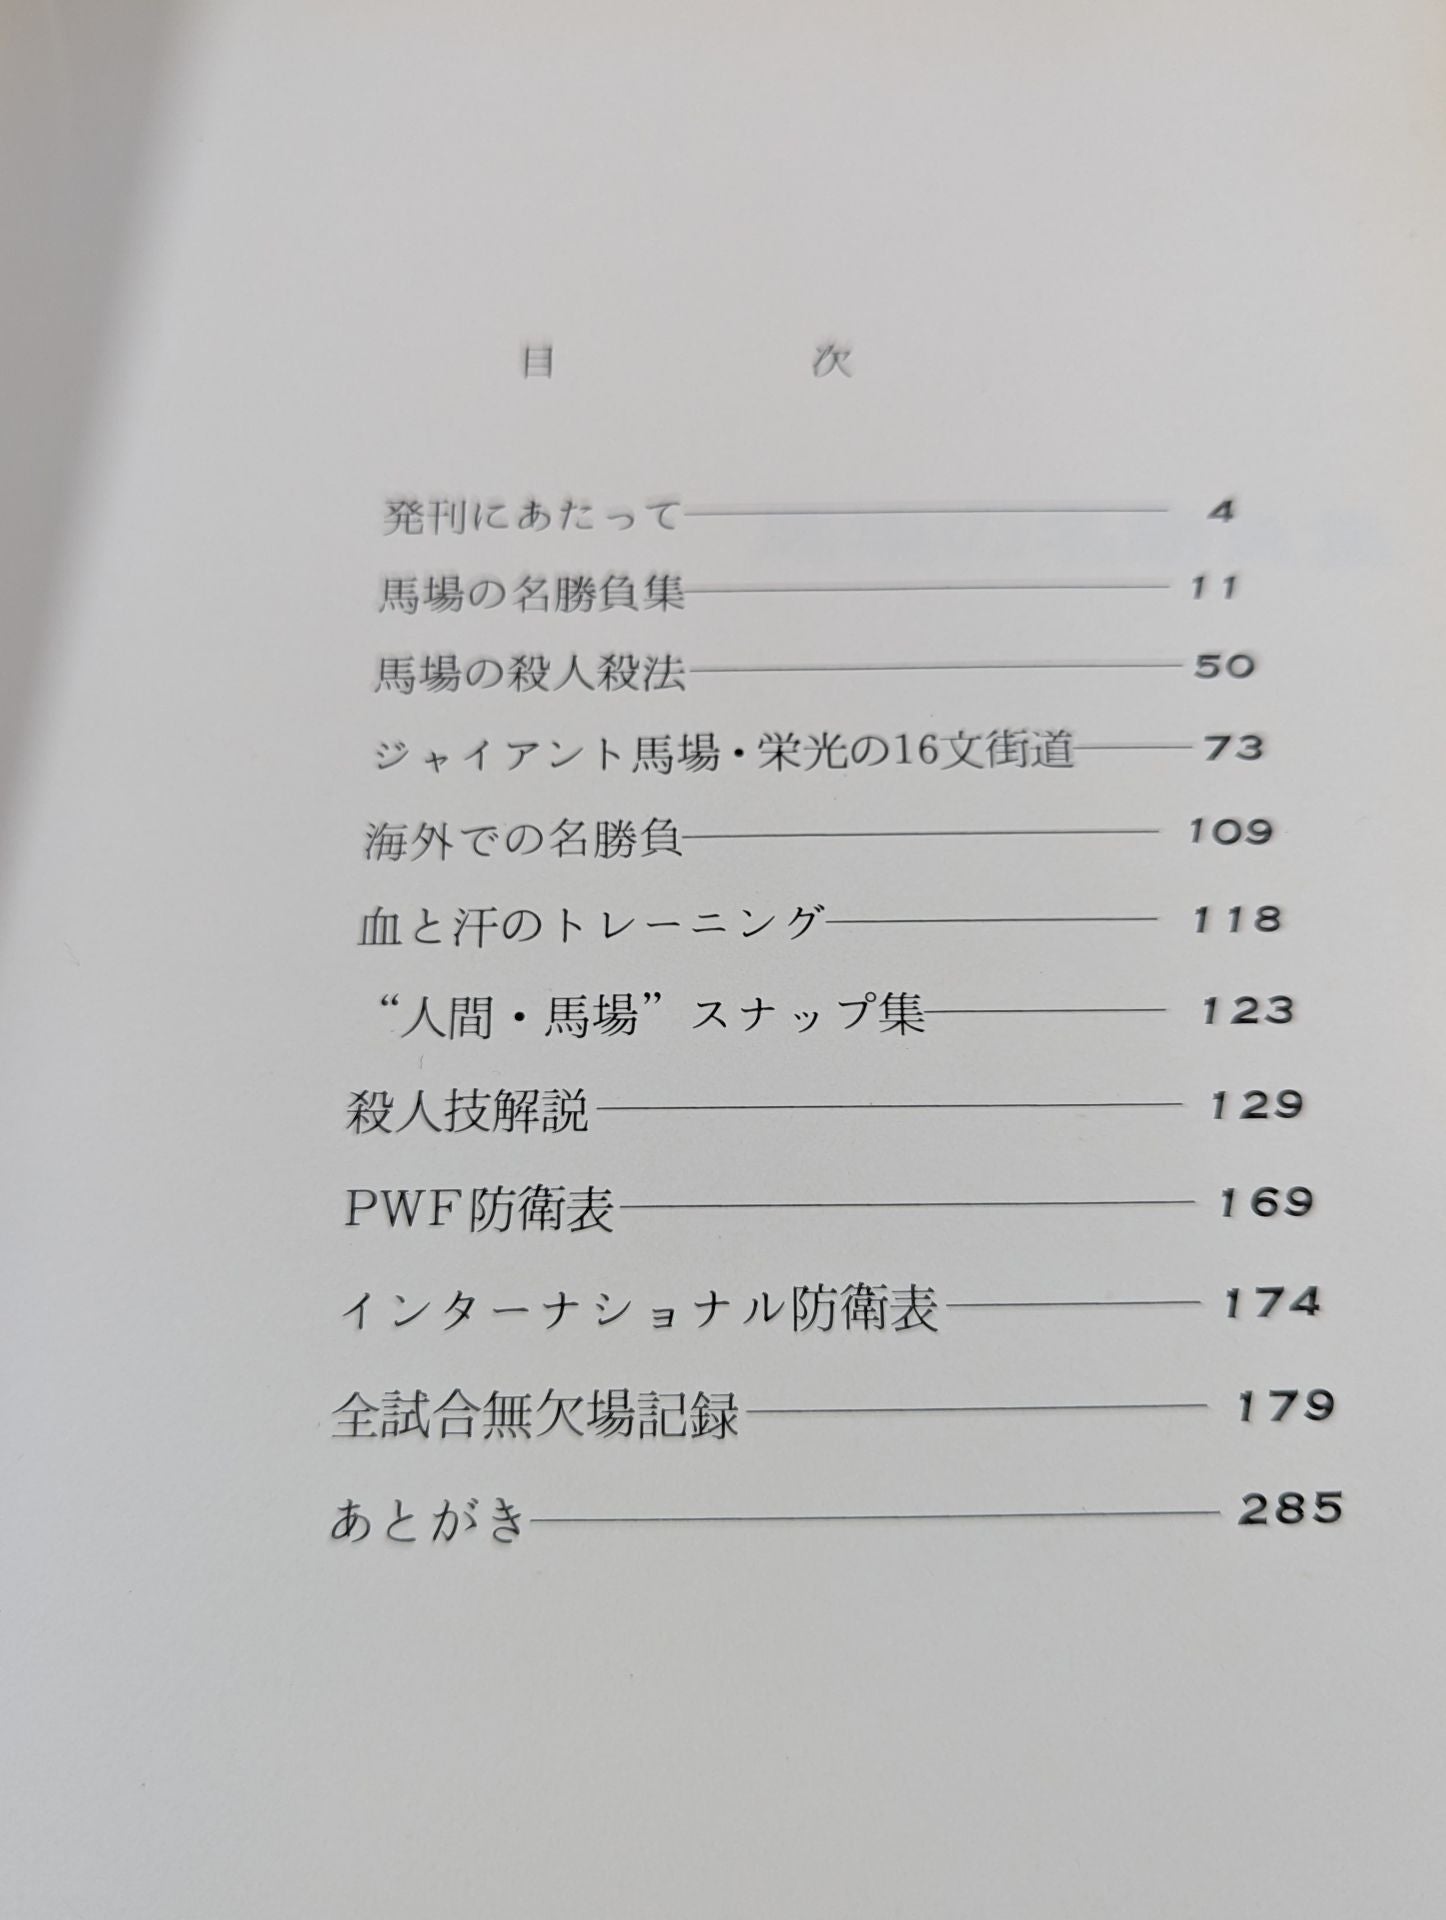 目 次
発刊にあたって 4
馬場の名勝負集 11
馬場の殺人殺法 50
ジャイアント馬場・栄光の16文街道 73
海外での名勝負 109
血と汗のトレーニング 118
“人間・馬場” スナップ集 123
殺人技解説 129
PWF防衛表 169
インターナショナル防衛表 174
全試合無欠場記録 179
あとがき 285